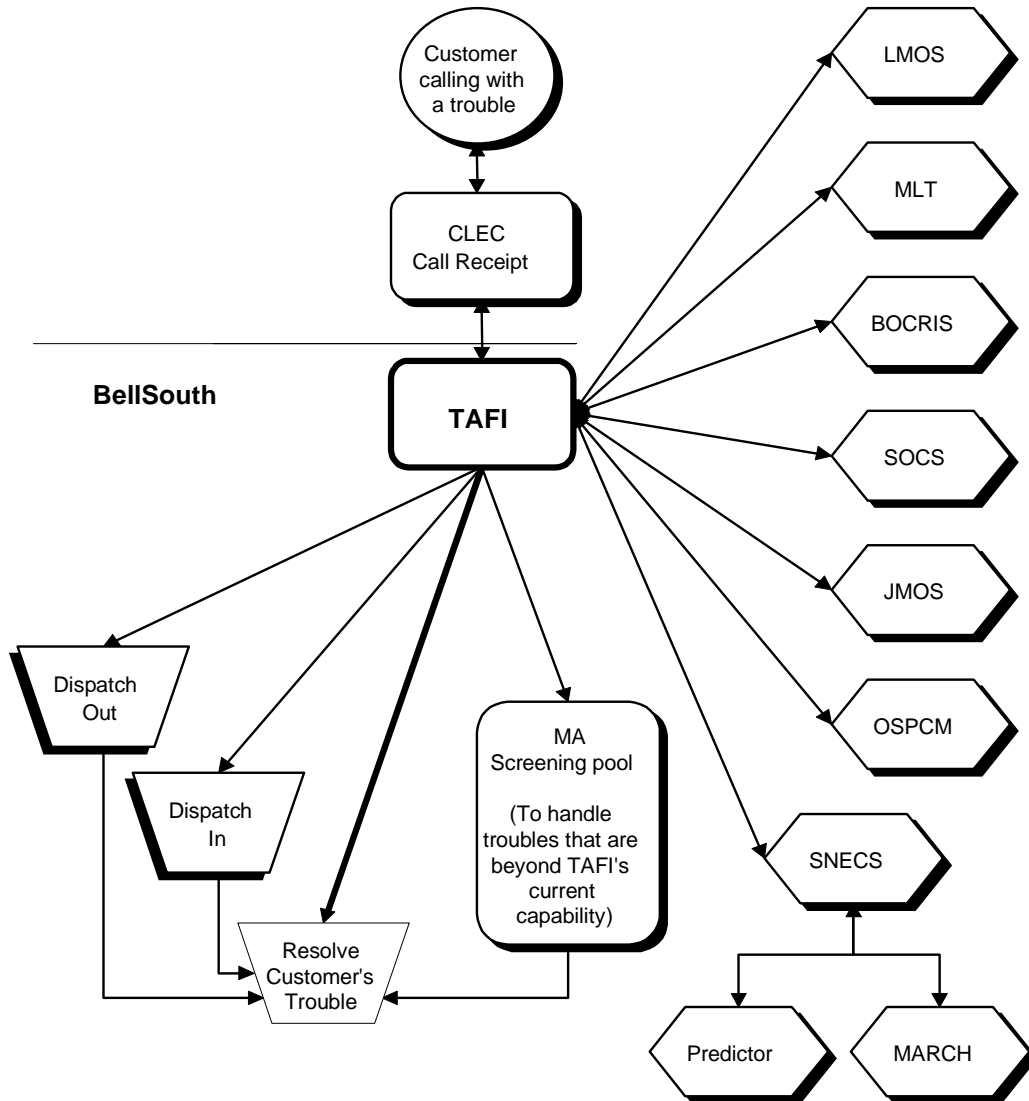 Customer
calling with
a trouble
CLEC
Call Receipt
BellSouth
TAFI
LMOS
MLT
BOCRIS
SOCS
JMOS
OSPCM
SNECS
Predictor
MARCH
Dispatch
Out
Dispatch
In
MA
Screening pool
(To handle
troubles that are
beyond TAFI's
current
capability)
Resolve
Customer's
Trouble